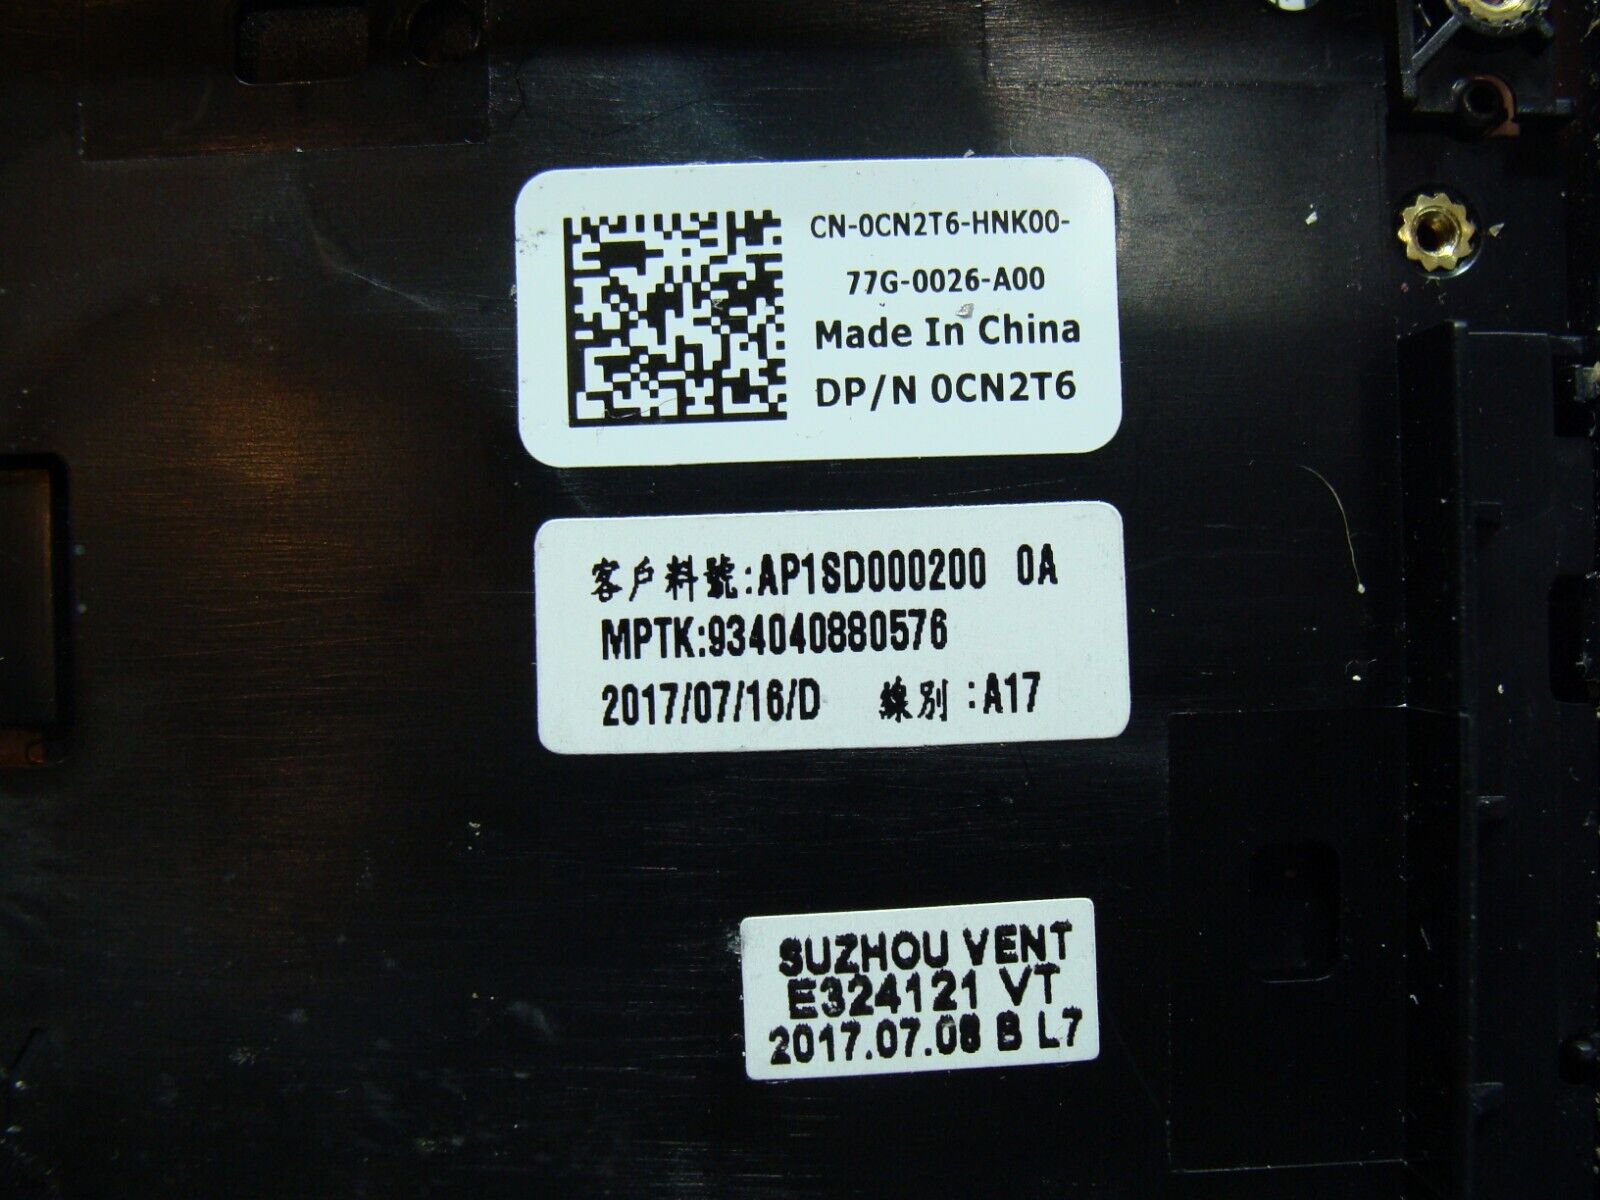 CN-0CN2T6-HNK00-
77G-0026-A00
Made In China
DP/N 0CN2T6
客戶料號:AP1SD000200 0A
MPTK:934040880576
2017/07/16/D 線別:A17
SUZHOU VENT
E324121 VT
2017.07.08 B L7